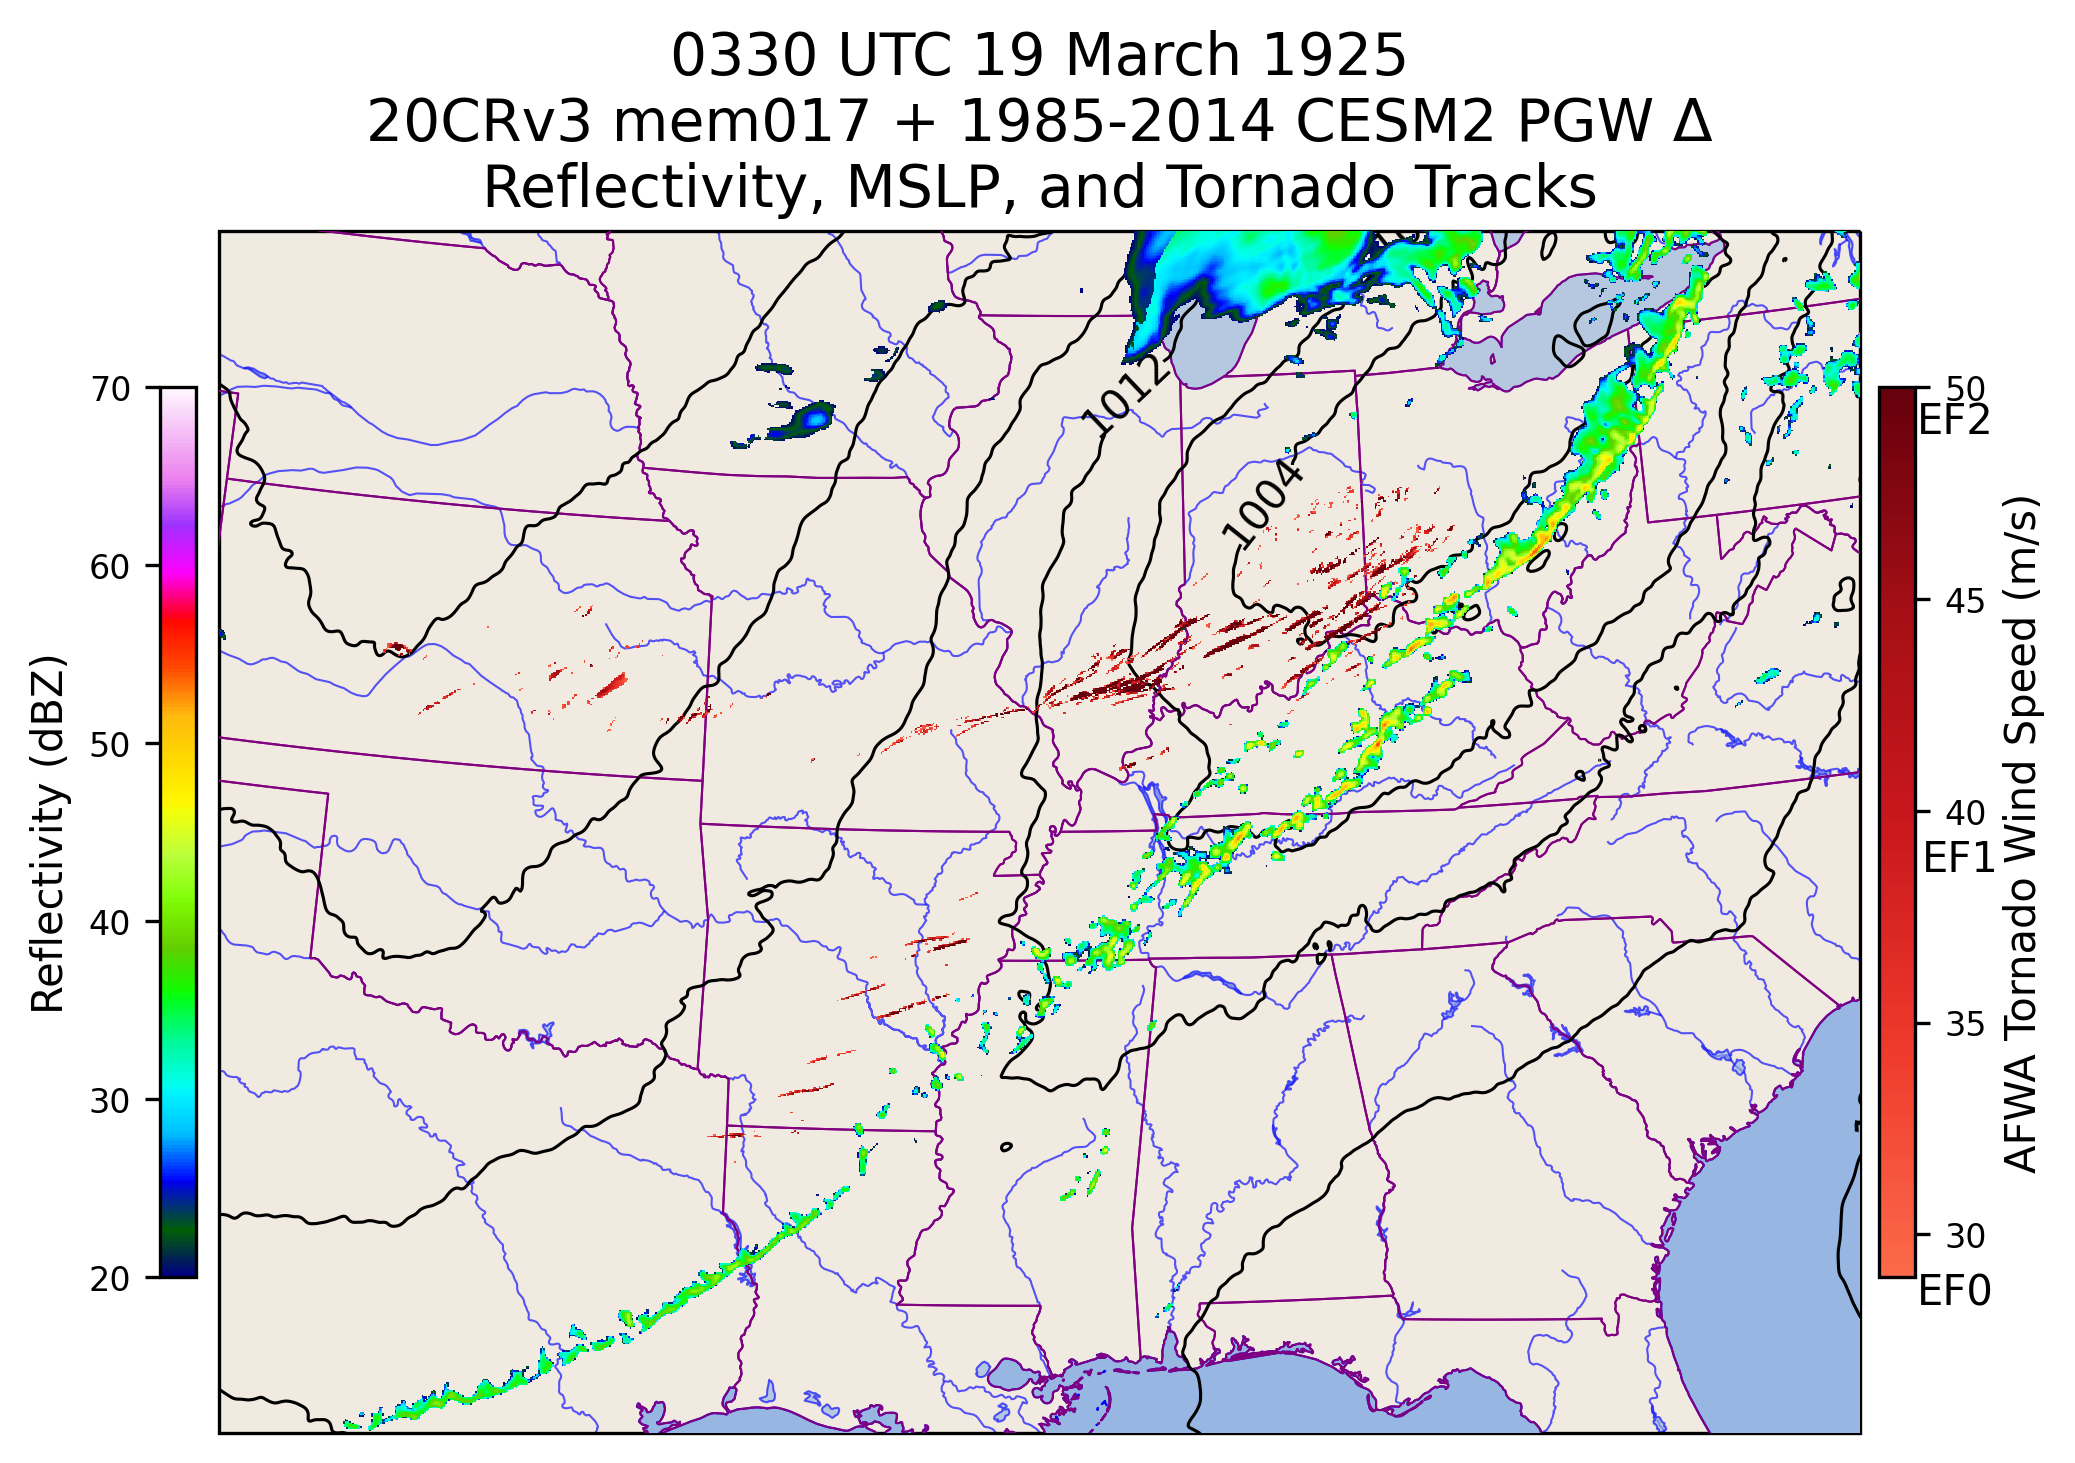 0330 UTC 19 March 1925
20CRv3 mem017 + 1985-2014 CESM2 PGW Δ
Reflectivity, MSLP, and Tornado Tracks
70
60
50
40
30
20
Reflectivity (dBZ)
1012
1004
50
EF2
45
40
EF1
35
30
EF0
AFWA Tornado Wind Speed (m/s)